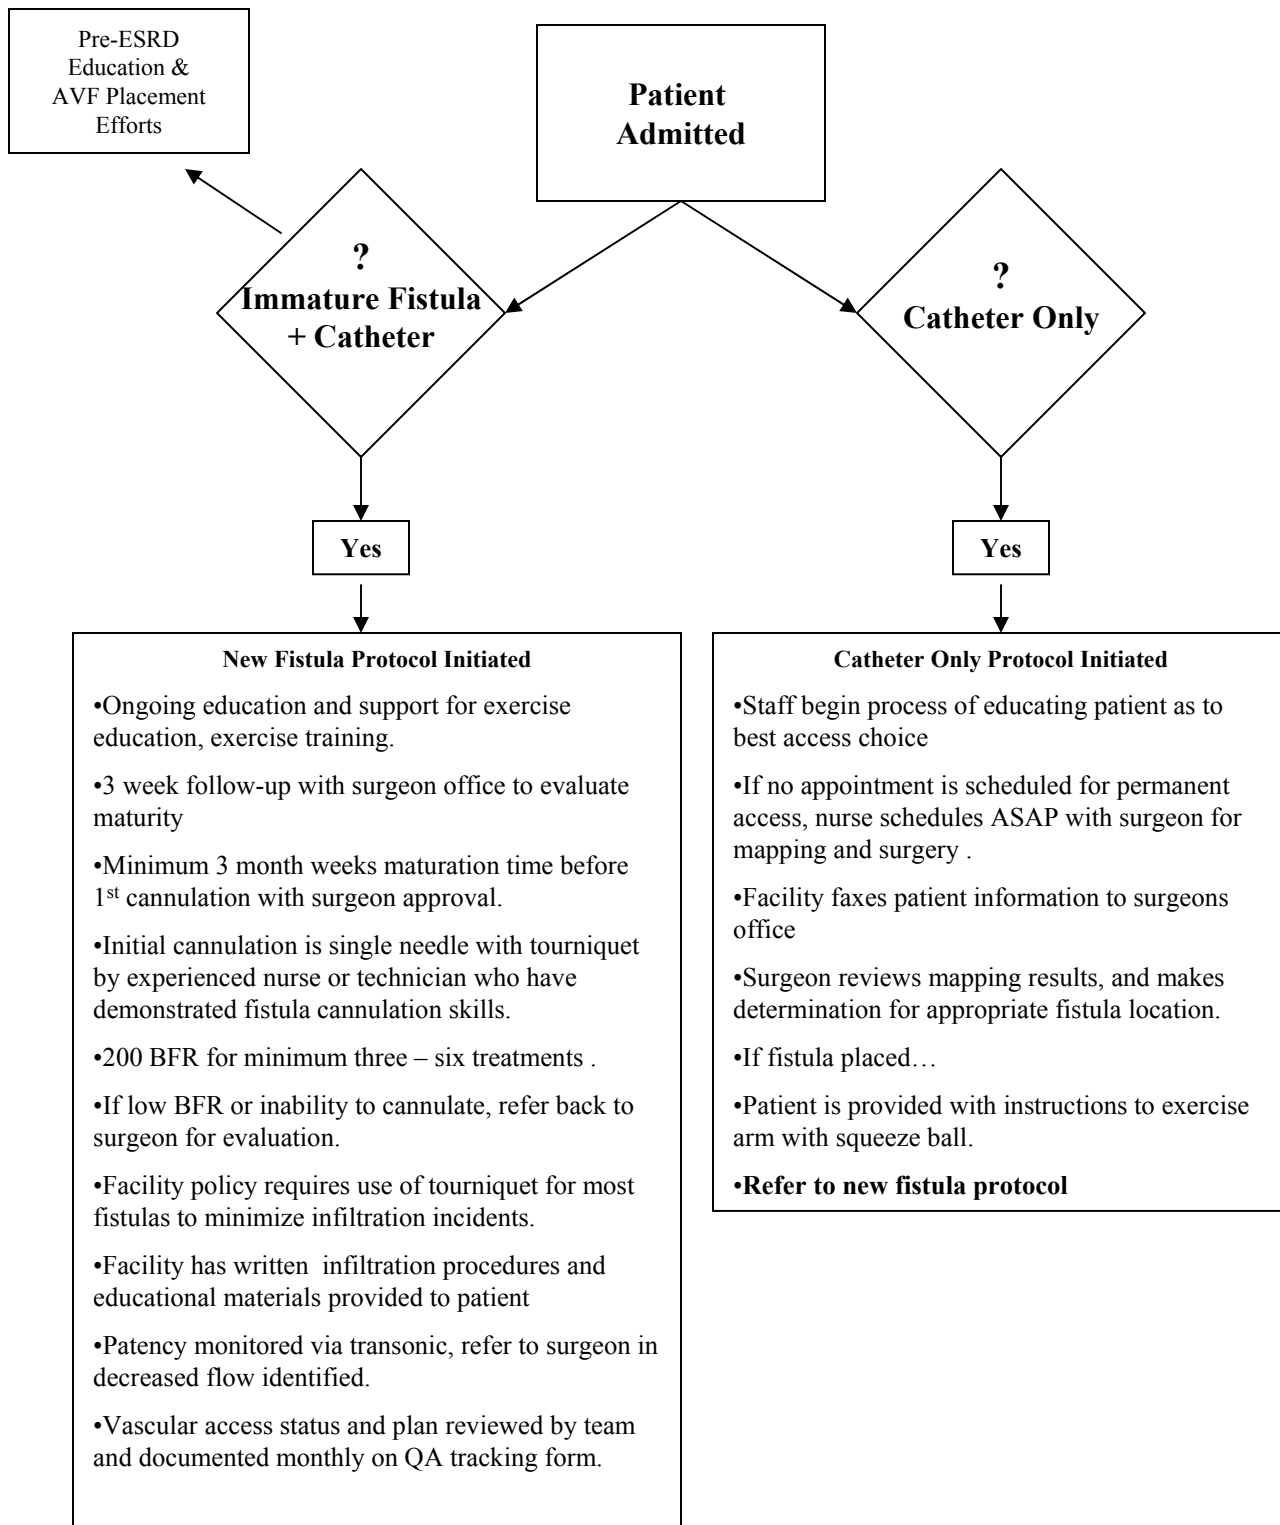 Pre-ESRD
Education &
AVF Placement
Efforts
Patient
Admitted
?
Immature Fistula
+ Catheter
?
Catheter Only
Yes
Yes
New Fistula Protocol Initiated
•Ongoing education and support for exercise
education, exercise training.
•3 week follow-up with surgeon office to evaluate
maturity
•Minimum 3 month weeks maturation time before
1st cannulation with surgeon approval.
•Initial cannulation is single needle with tourniquet
by experienced nurse or technician who have
demonstrated fistula cannulation skills.
•200 BFR for minimum three – six treatments .
•If low BFR or inability to cannulate, refer back to
surgeon for evaluation.
•Facility policy requires use of tourniquet for most
fistulas to minimize infiltration incidents.
•Facility has written  infiltration procedures and
educational materials provided to patient
•Patency monitored via transonic, refer to surgeon in
decreased flow identified.
•Vascular access status and plan reviewed by team
and documented monthly on QA tracking form.
Catheter Only Protocol Initiated
•Staff begin process of educating patient as to
best access choice
•If no appointment is scheduled for permanent
access, nurse schedules ASAP with surgeon for
mapping and surgery .
•Facility faxes patient information to surgeons
office
•Surgeon reviews mapping results, and makes
determination for appropriate fistula location.
•If fistula placed…
•Patient is provided with instructions to exercise
arm with squeeze ball.
•Refer to new fistula protocol